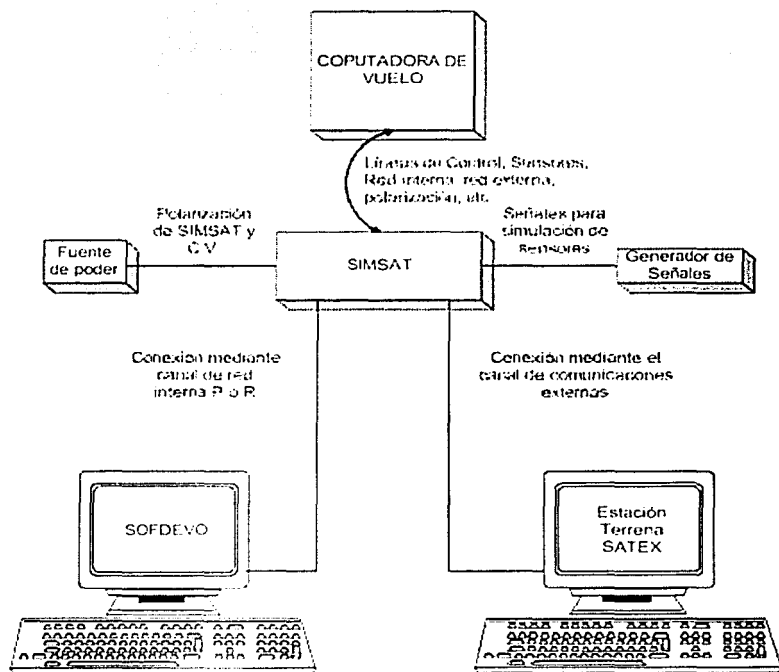 COPUTADORA DE
VUELO
Líneas de Control, Sensores,
Red interna, red externa,
polarización, etc
Polarización
de SIMSAT y
C V
Señales para
simulación de
sensores
Fuente
de poder
SIMSAT
Generador de
Señales
Conexión mediante
canal de red
interna P o R
Conexión mediante el
canal de comunicaciones
externas
SOFDEVO
Estación
Terrena
SATEX